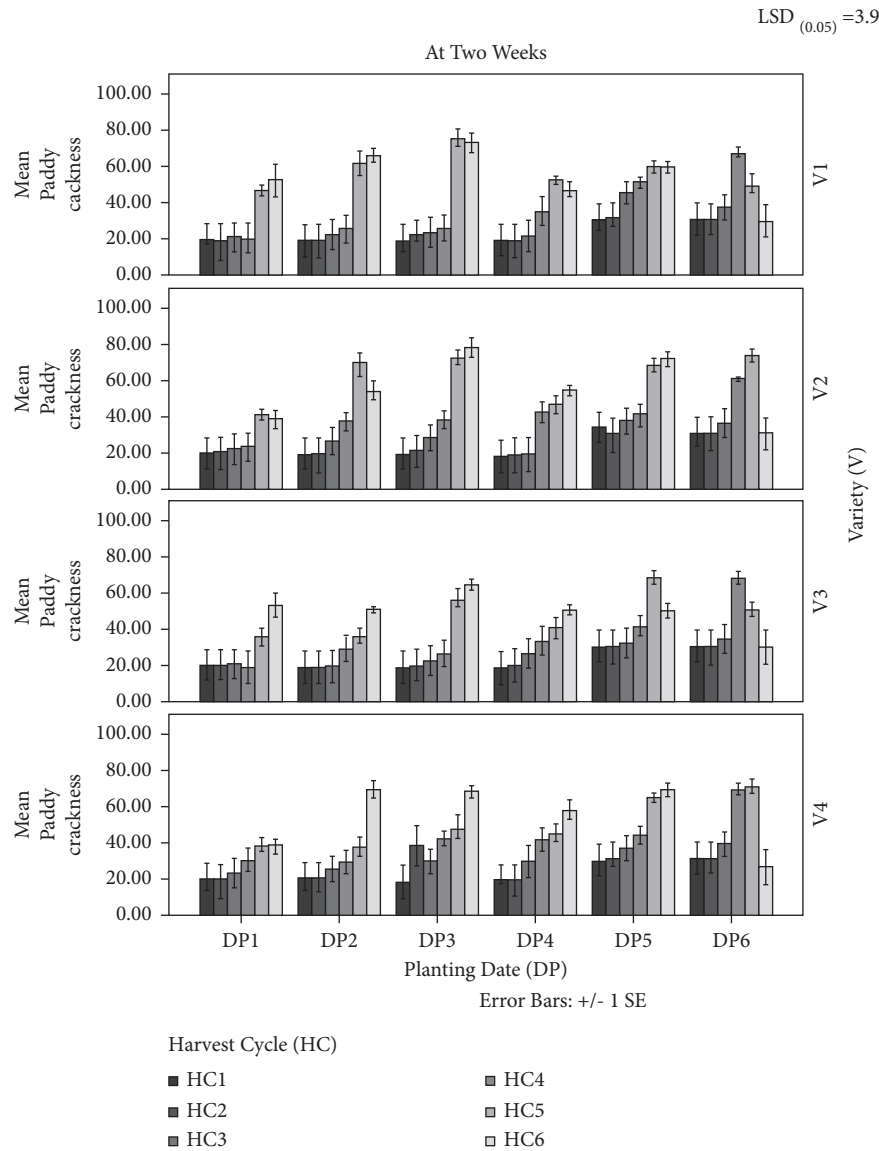 LSD (0.05) =3.9
At Two Weeks
100.00
80.00
60.00
40.00
20.00
0.00
Mean
Paddy
cackness
V1
100.00
80.00
60.00
40.00
20.00
0.00
Mean
Paddy
crackness
V2
100.00
80.00
60.00
40.00
20.00
0.00
Mean
Paddy
crackness
V3
100.00
80.00
60.00
40.00
20.00
0.00
Mean
Paddy
crackness
V4
Variety (V)
DP1 DP2 DP3 DP4 DP5 DP6
Planting Date (DP)
Error Bars: +/- 1 SE
Harvest Cycle (HC)
HC1 HC4
HC2 HC5
HC3 HC6